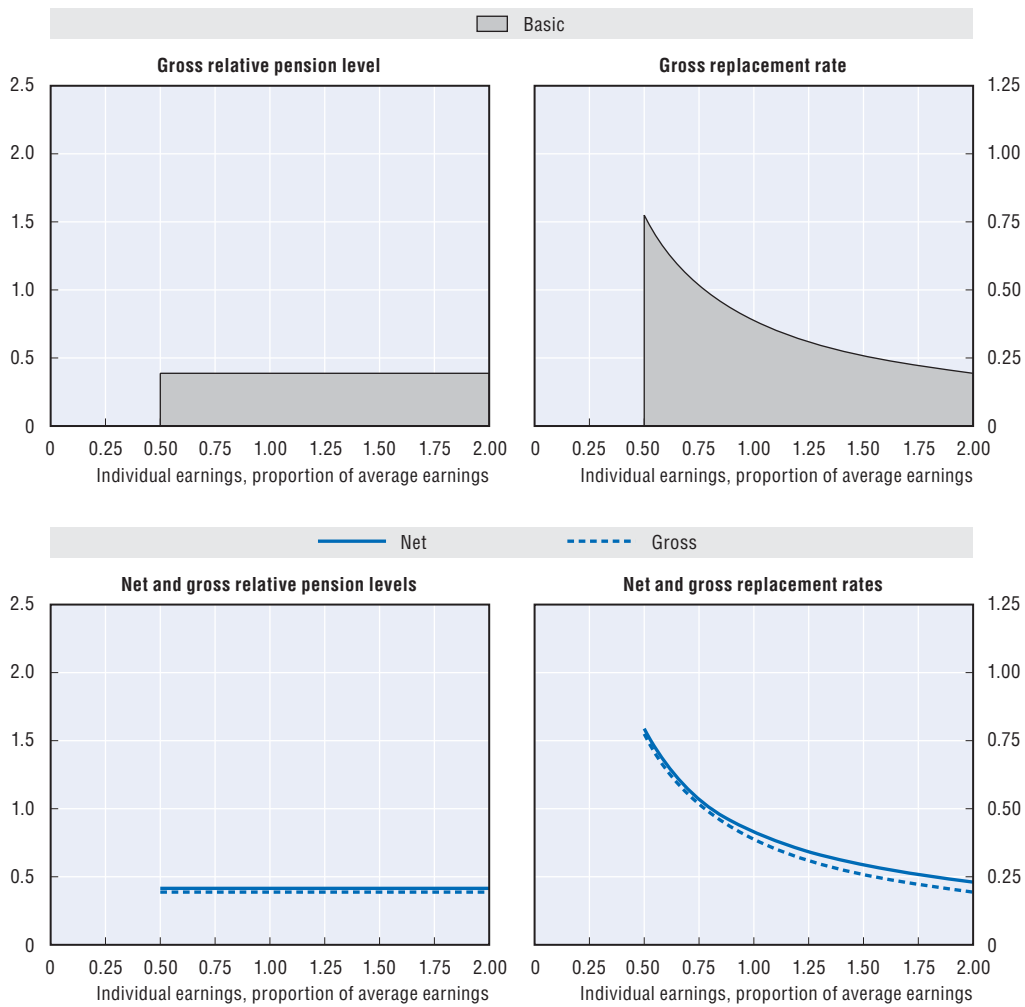 Basic
Gross relative pension level
Gross replacement rate
2.5
2.0
1.5
1.0
0.5
0
1.25
1.00
0.75
0.50
0.25
0
0 0.25 0.50 0.75 1.00 1.25 1.50 1.75 2.00
Individual earnings, proportion of average earnings
0 0.25 0.50 0.75 1.00 1.25 1.50 1.75 2.00
Individual earnings, proportion of average earnings
Net Gross
Net and gross relative pension levels
Net and gross replacement rates
2.5
2.0
1.5
1.0
0.5
0
1.25
1.00
0.75
0.50
0.25
0
0 0.25 0.50 0.75 1.00 1.25 1.50 1.75 2.00
Individual earnings, proportion of average earnings
0 0.25 0.50 0.75 1.00 1.25 1.50 1.75 2.00
Individual earnings, proportion of average earnings